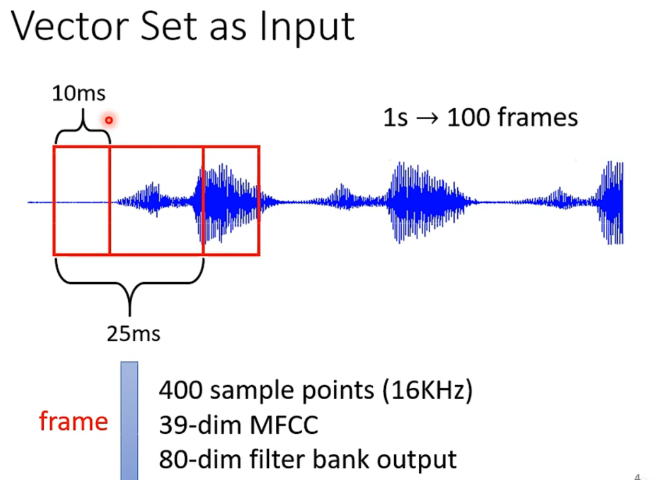 Vector Set as Input
10ms
1s → 100 frames
25ms
400 sample points (16KHz)
frame
39-dim MFCC
80-dim filter bank output
4